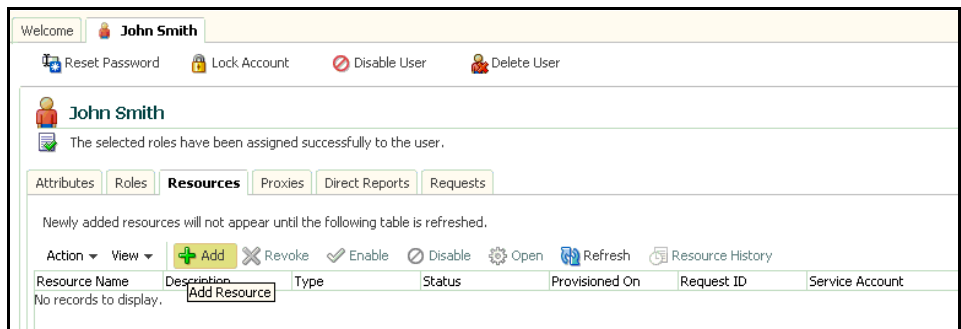 Welcome John Smith
Reset Password Lock Account Disable User Delete User
John Smith
The selected roles have been assigned successfully to the user.
Attributes Roles Resources Proxies Direct Reports Requests
Newly added resources will not appear until the following table is refreshed.
Action View Add Revoke Enable Disable Open Refresh Resource History
Resource Name Description Type Status Provisioned On Request ID Service Account
Add Resource
No records to display.